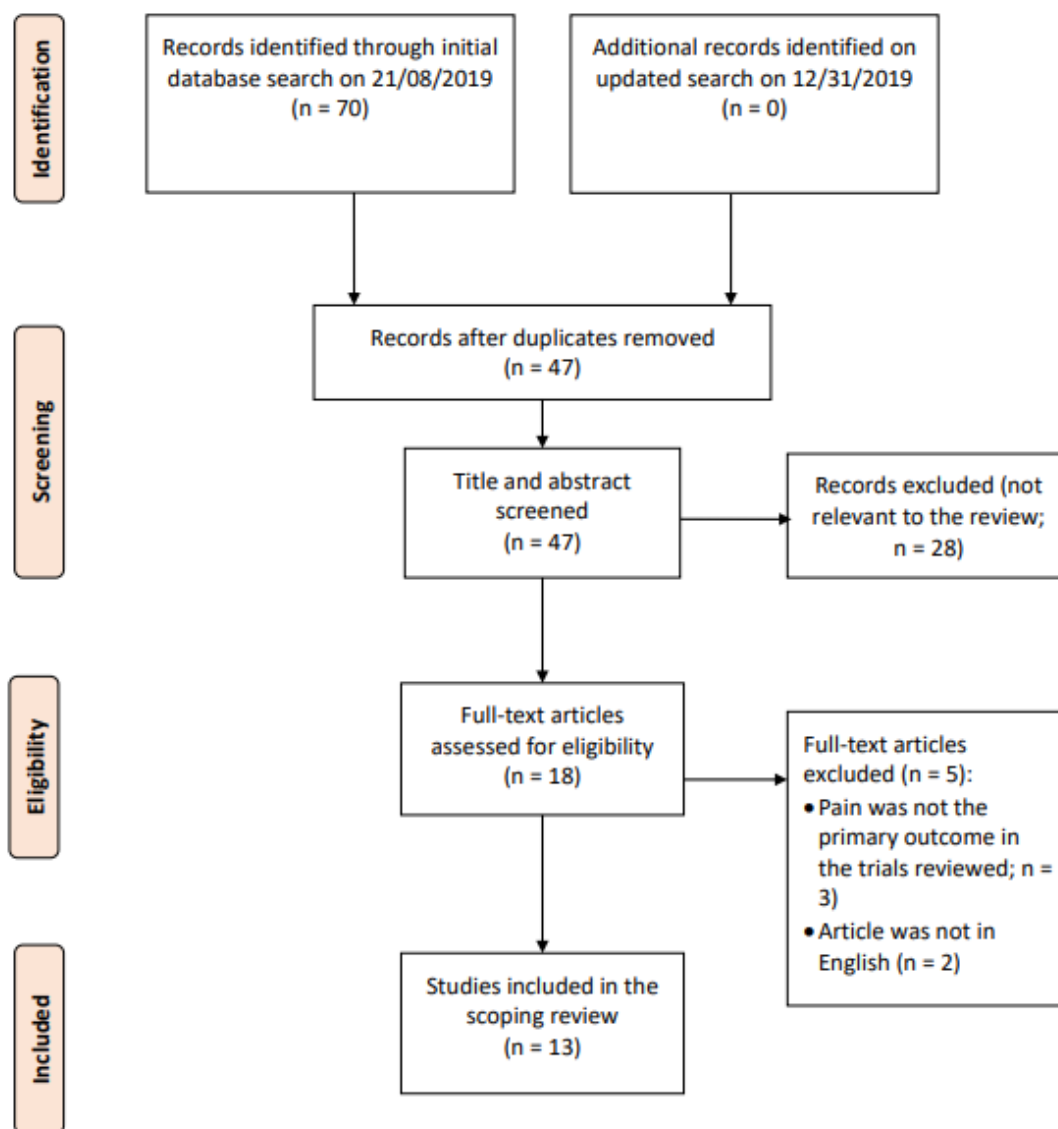 Identification
Records identified through initial
database search on 21/08/2019
(n = 70)
Additional records identified on
updated search on 12/31/2019
(n = 0)
Screening
Records after duplicates removed
(n = 47)
Title and abstract
screened
(n = 47)
Records excluded (not
relevant to the review;
n = 28)
Eligibility
Full-text articles
assessed for eligibility
(n = 18)
Full-text articles
excluded (n = 5):
• Pain was not the
primary outcome in
the trials reviewed; n =
3)
• Article was not in
English (n = 2)
Included
Studies included in the
scoping review
(n = 13)